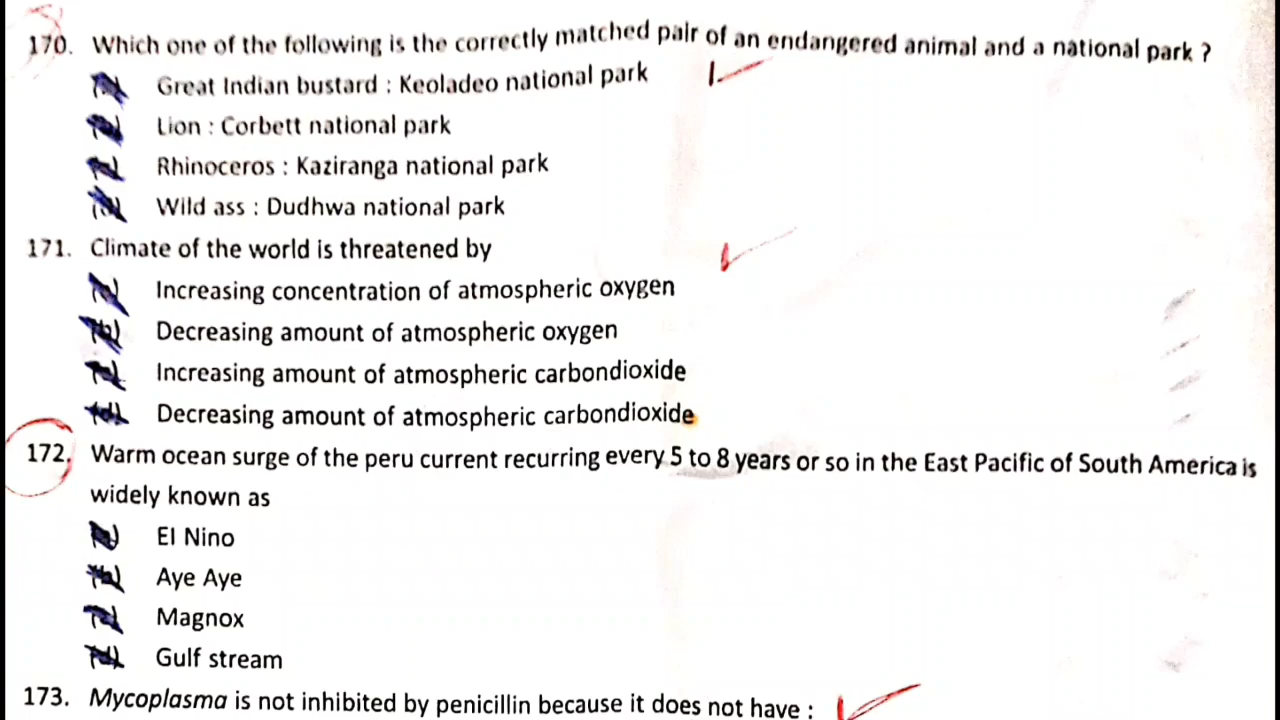 170. Which one of the following is the correctly matched pair of an endangered animal and a national park ?
Great Indian bustard : Keoladeo national park
Lion : Corbett national park
Rhinoceros : Kaziranga national park
Wild ass : Dudhwa national park
171. Climate of the world is threatened by
Increasing concentration of atmospheric oxygen
Decreasing amount of atmospheric oxygen
Increasing amount of atmospheric carbondioxide
Decreasing amount of atmospheric carbondioxide
172. Warm ocean surge of the peru current recurring every 5 to 8 years or so in the East Pacific of South America is
widely known as
El Nino
Aye Aye
Magnox
Gulf stream
173. Mycoplasma is not inhibited by penicillin because it does not have :